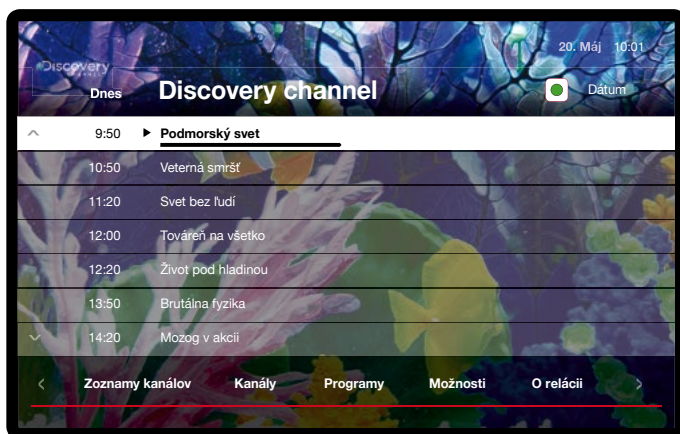 20. Máj 10:01
Discovery
CHANNEL
Dnes Discovery channel Dátum
9:50 Podmorský svet
10:50 Veterná smršť
11:20 Svet bez ľudí
12:00 Továreň na všetko
12:20 Život pod hladinou
13:50 Brutálna fyzika
14:20 Mozog v akcii
Zoznamy kanálov Kanály Programy Možnosti O relácii